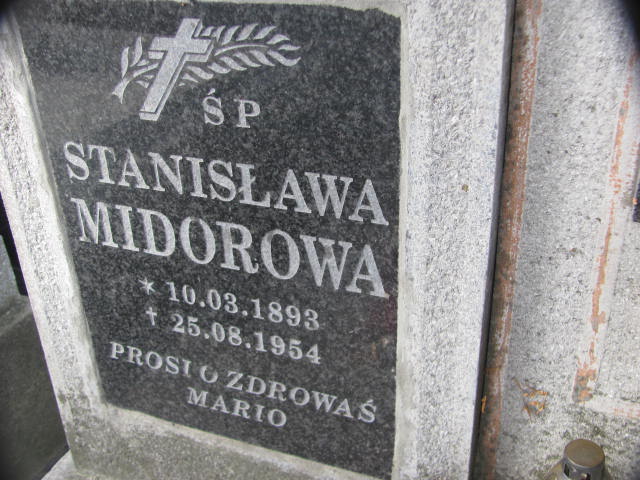 ŚP
STANISŁAWA
MIDOROWA
* 10.03.1893
† 25.08.1954
PROSI O ZDROWAŚ
MARIO